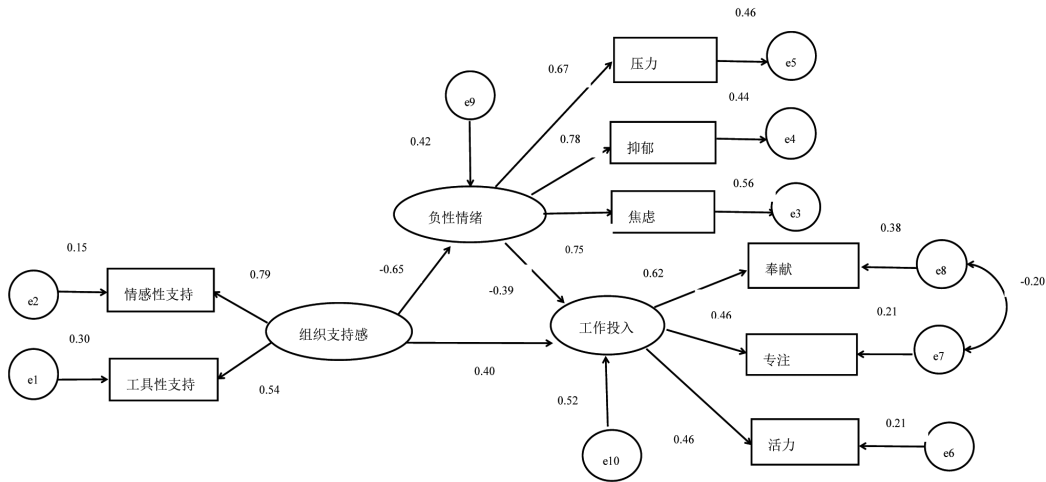 0.46
压力
e5
0.67
e9
0.44
0.42
0.78
抑郁
e4
0.56
负性情绪
焦虑
e3
0.15
0.75
0.38
-0.65
0.79
0.62
奉献
e8
-0.20
e2
情感性支持
-0.39
0.46
0.21
组织支持感
工作投入
0.30
专注
e7
e1
工具性支持
0.40
0.54
0.52
0.46
0.21
活力
e6
e10